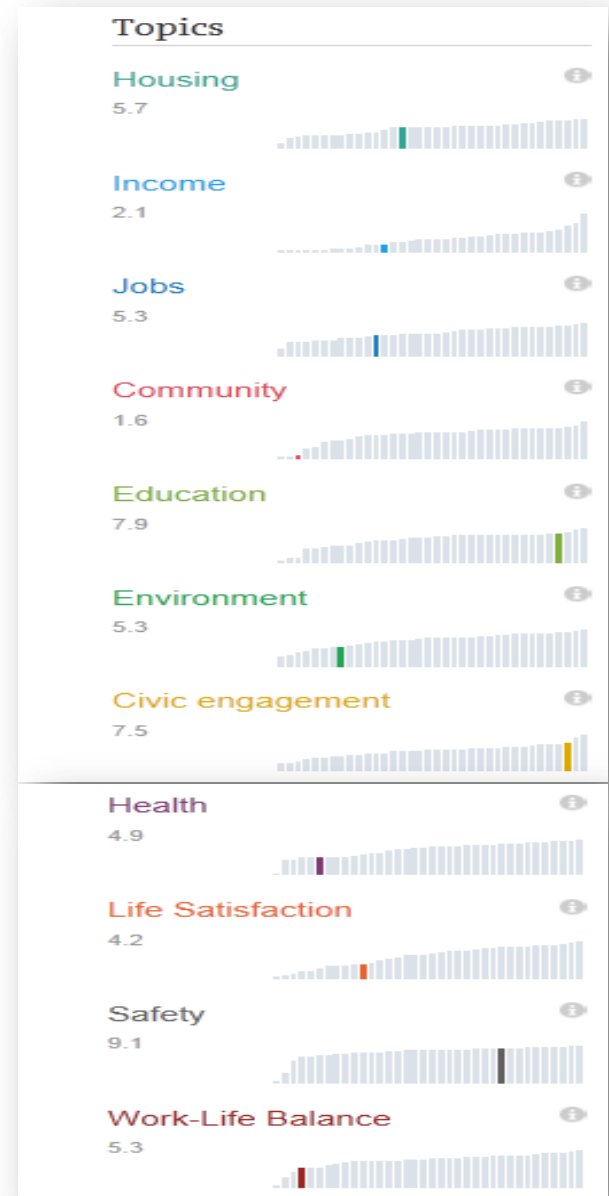 Topics
Housing
5.7
Income
2.1
Jobs
5.3
Community
1.6
Education
7.9
Environment
5.3
Civic engagement
7.5
Health
4.9
Life Satisfaction
4.2
Safety
9.1
Work-Life Balance
5.3